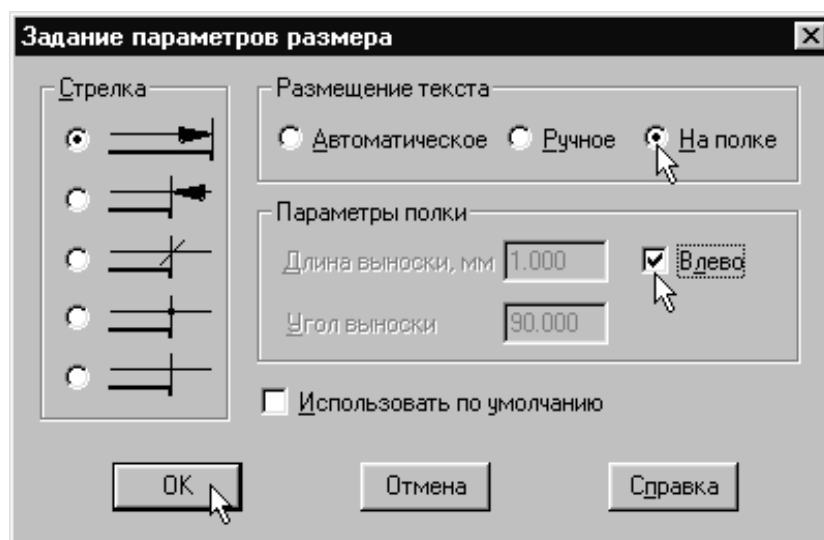 Задание параметров размера
Стрелка
Размещение текста
Автоматическое Ручное На полке
Параметры полки
Длина выноски, мм 1.000 Влево
Угол выноски 90.000
Использовать по умолчанию
OK Отмена Справка